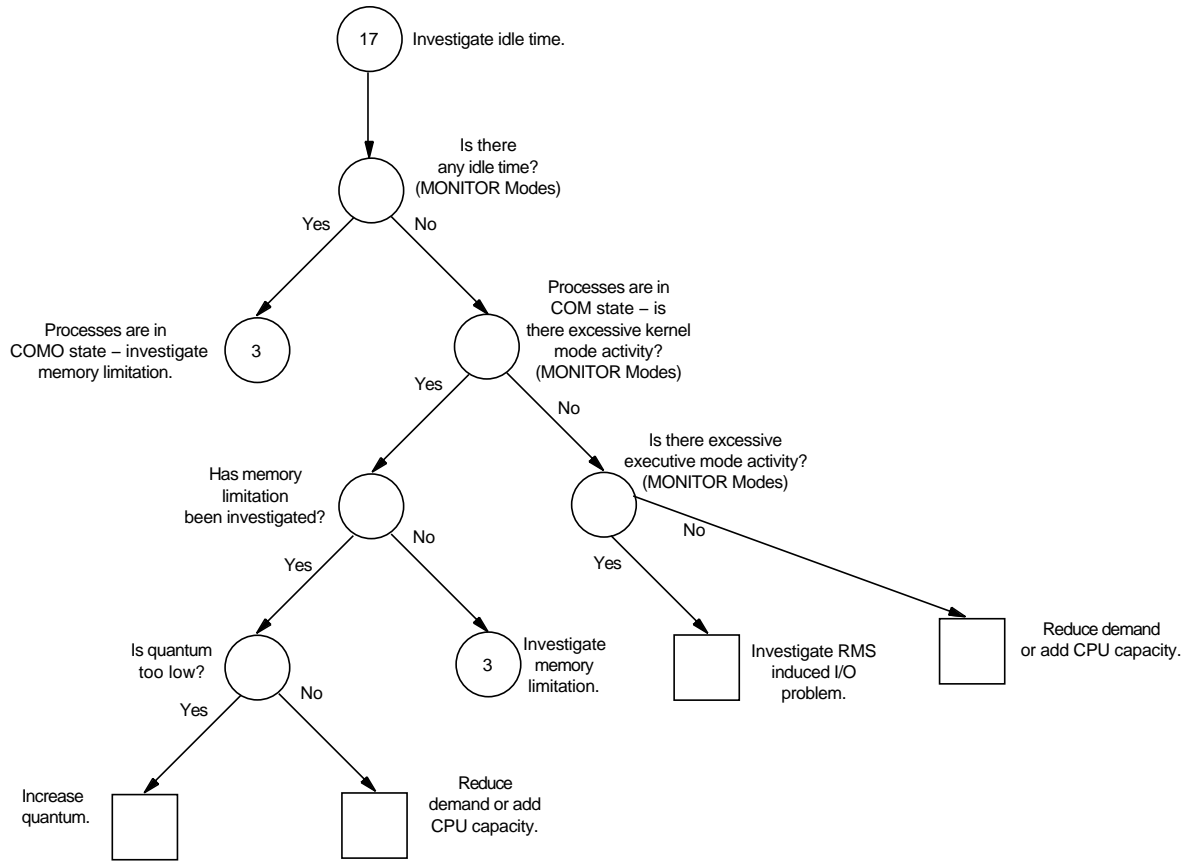 17
Investigate idle time.
Is there
any idle time?
(MONITOR Modes)
Yes
No
Processes are in
COMO state – investigate
memory limitation.
3
Processes are in
COM state – is
there excessive kernel
mode activity?
(MONITOR Modes)
Yes
No
Has memory
limitation
been investigated?
Is there excessive
executive mode activity?
(MONITOR Modes)
Yes
No
Yes
No
Is quantum
too low?
3
Investigate
memory
limitation.
Investigate RMS
induced I/O
problem.
Reduce demand
or add CPU capacity.
Yes
No
Increase
quantum.
Reduce
demand or add
CPU capacity.